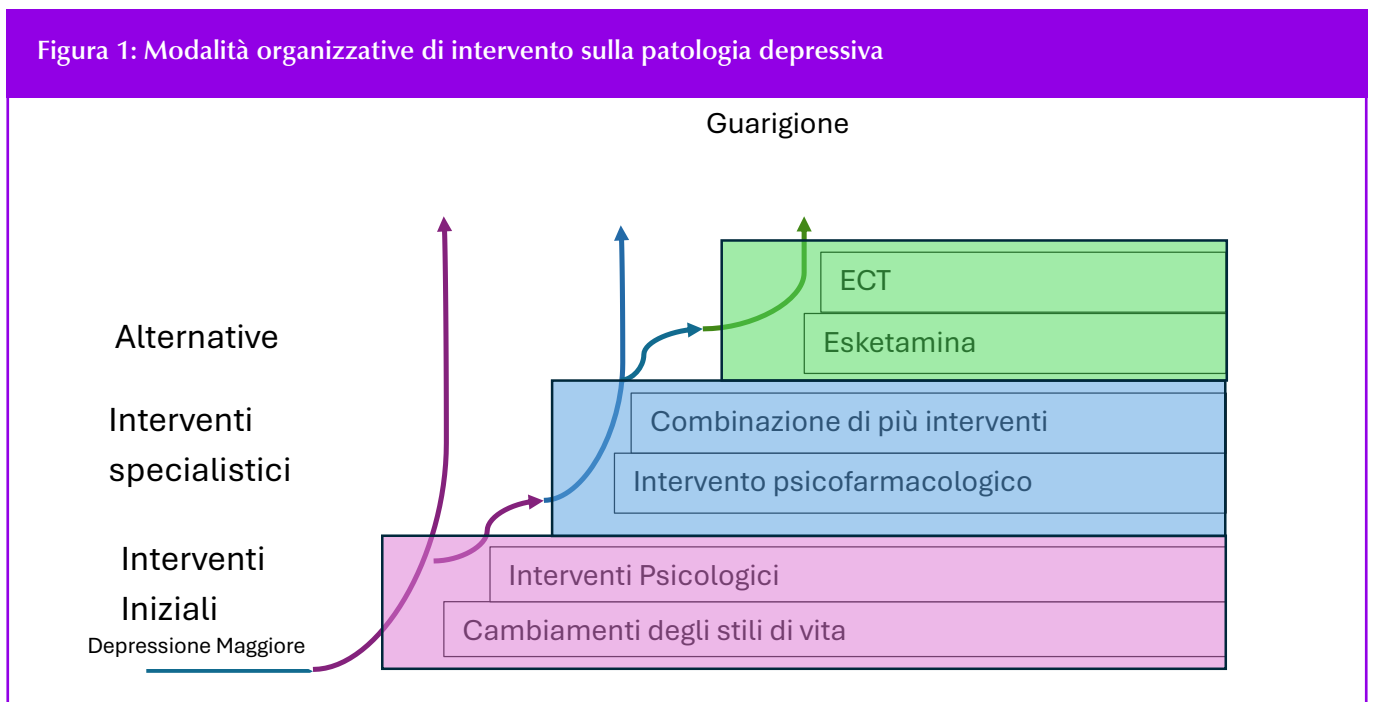 Figura 1: Modalità organizzative di intervento sulla patologia depressiva
Guarigione
ECT
Alternative
Esketamina
Interventi
specialistici
Combinazione di più interventi
Intervento psicofarmacologico
Interventi
Iniziali
Interventi Psicologici
Cambiamenti degli stili di vita
Depressione Maggiore